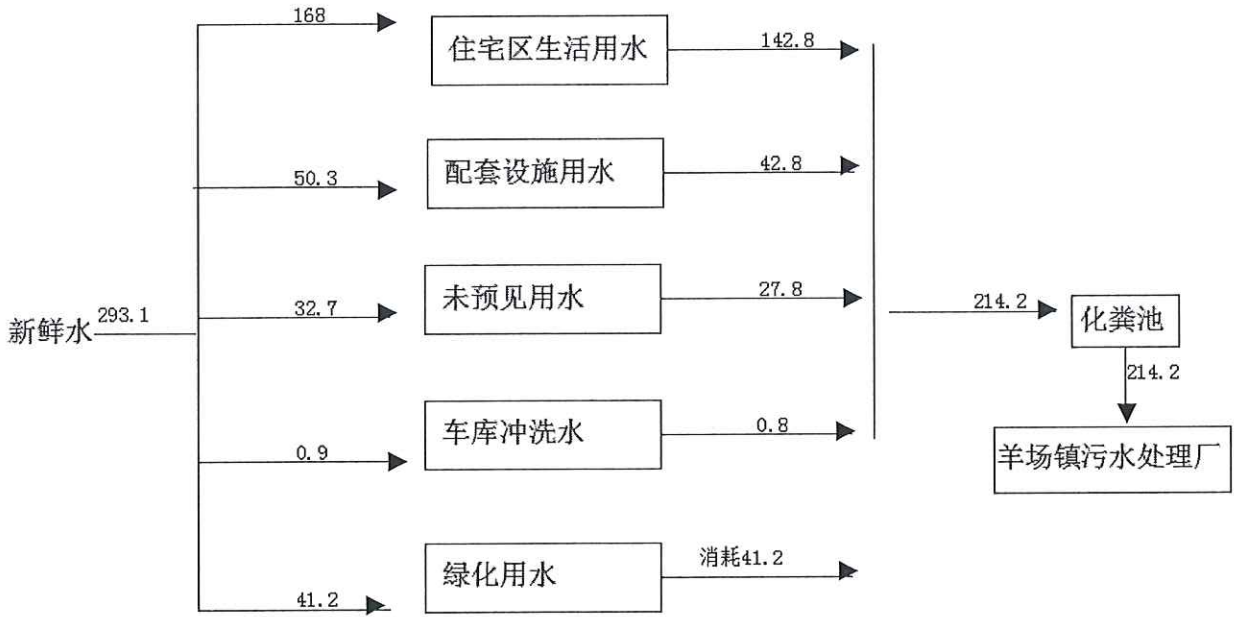 168
住宅区生活用水
142.8
50.3
配套设施用水
42.8
新鲜水
293.1
32.7
未预见用水
27.8
214.2
化粪池
214.2
羊场镇污水处理厂
0.9
车库冲洗水
0.8
41.2
绿化用水
消耗41.2